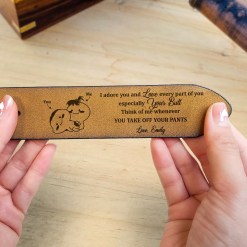 Me
You
I adore you and Love every part of you
especially Your Ball
Think of me whenever
YOU TAKE OFF YOUR PANTS
Love, Emily